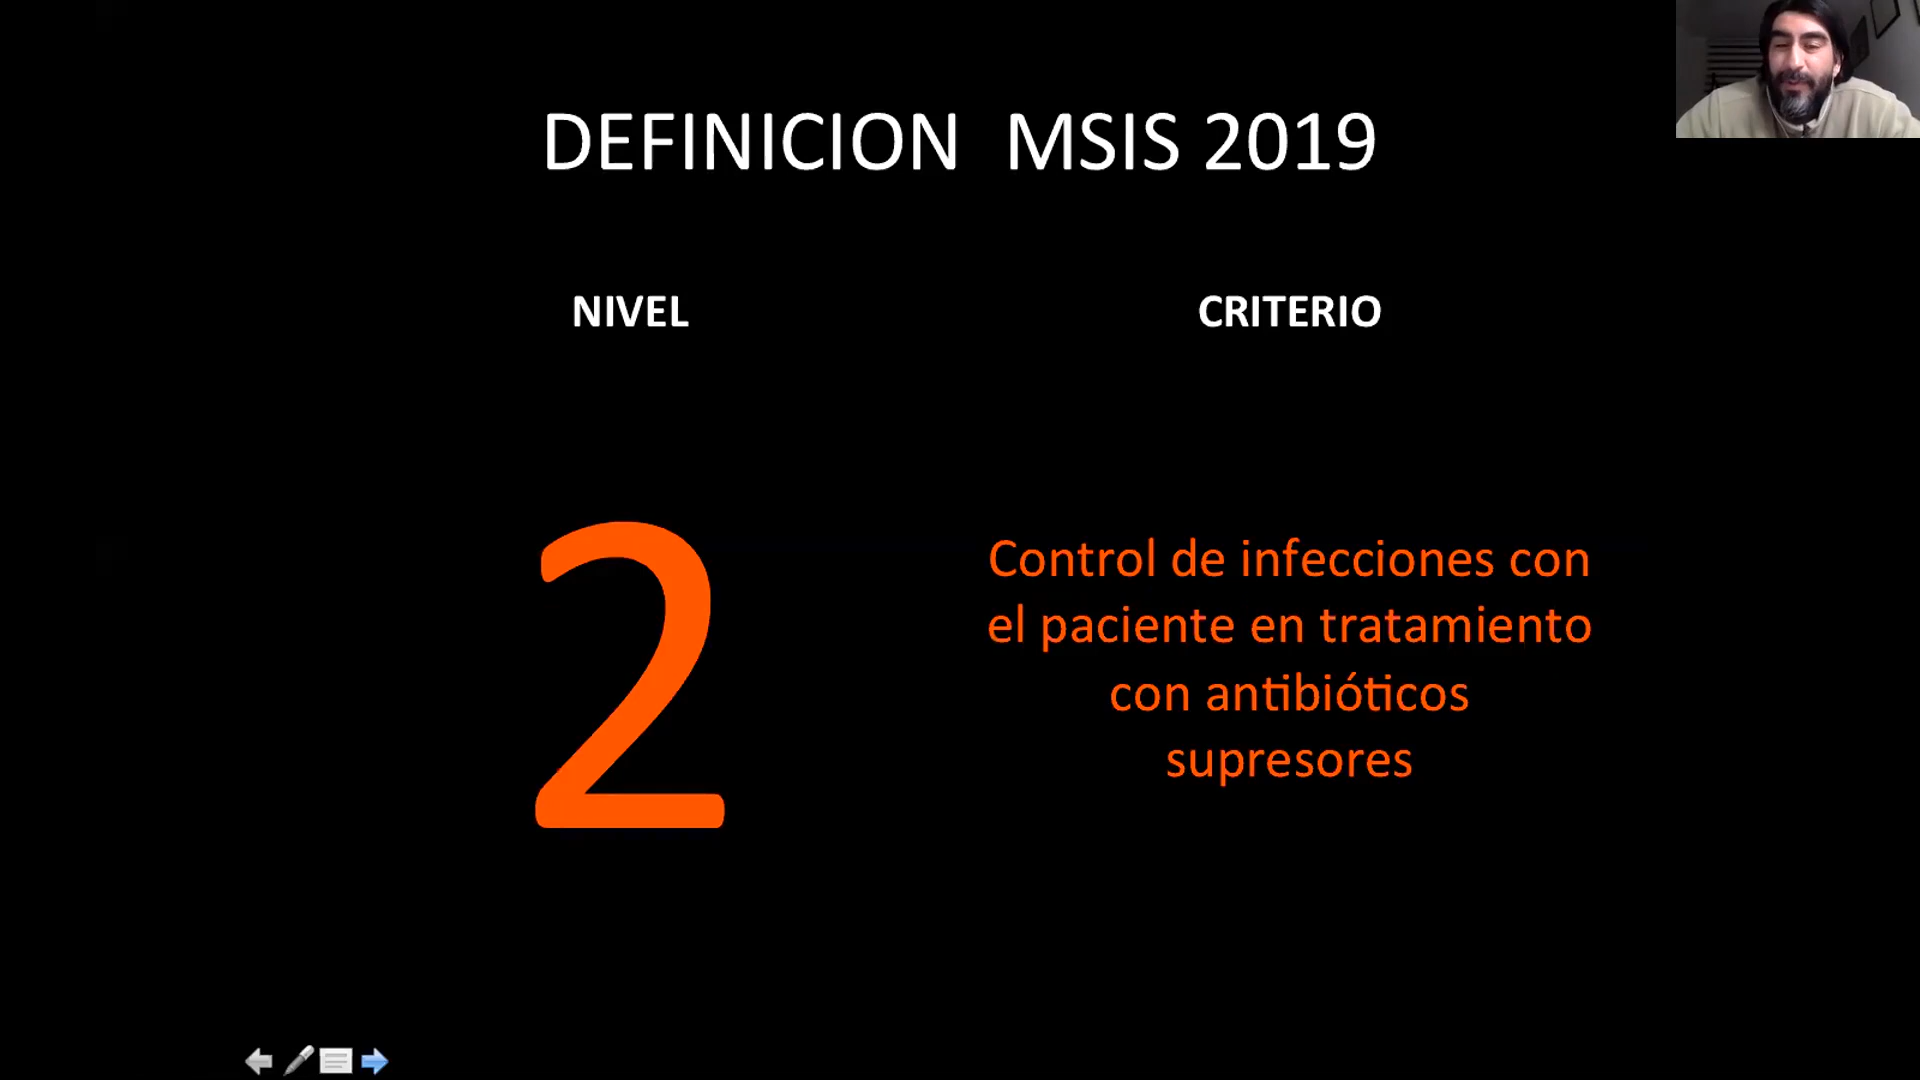 DEFINICION MSIS 2019
NIVEL
CRITERIO
2
Control de infecciones con
el paciente en tratamiento
con antibióticos
supresores